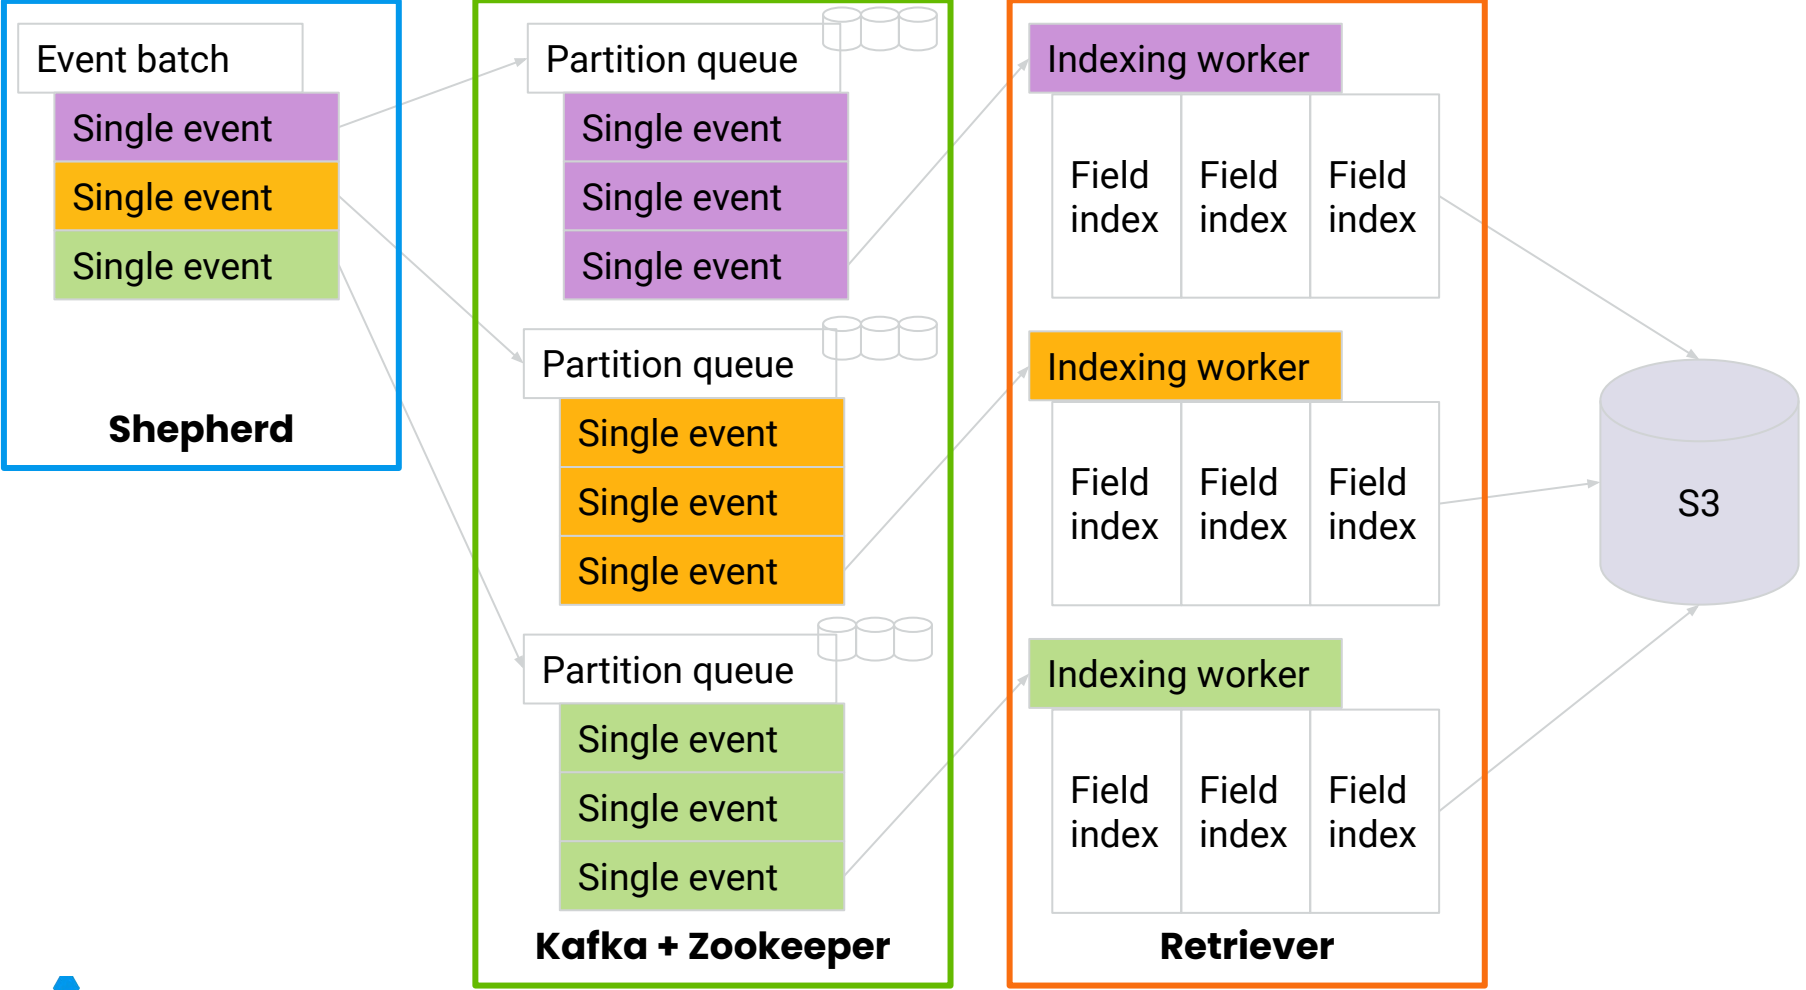 Event batch
Single event
Single event
Single event
Shepherd
Partition queue
Single event
Single event
Single event
Partition queue
Single event
Single event
Single event
Partition queue
Single event
Single event
Single event
Kafka + Zookeeper
Indexing worker
Field index
Field index
Field index
Indexing worker
Field index
Field index
Field index
Indexing worker
Field index
Field index
Field index
Retriever
S3